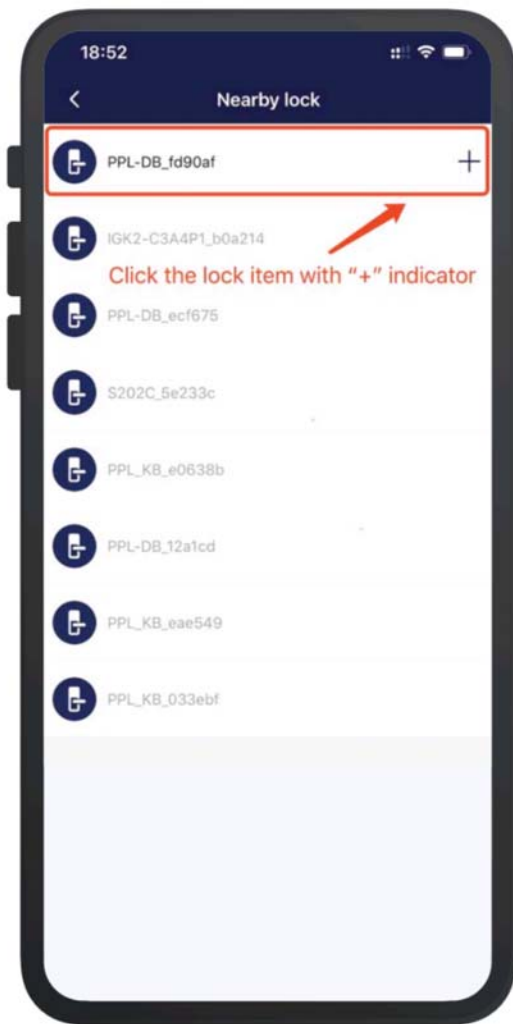 18:52
Nearby lock
PPL-DB_fd90af
IGK2-C3A4P1_b0a214
Click the lock item with “+” indicator
PPL-DB_ecf675
S202C_5e233c
PPL_KB_e0638b
PPL-DB_12a1cd
PPL_KB_eae549
PPL_KB_033ebf